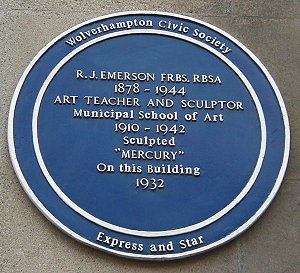 Wolverhampton Civic Society
R.J. EMERSON FRBS. RBSA
1878 - 1944
ART TEACHER AND SCULPTOR
Municipal School of Art
1910 - 1942
Sculpted
"MERCURY"
On this Building
1932
Express and Star